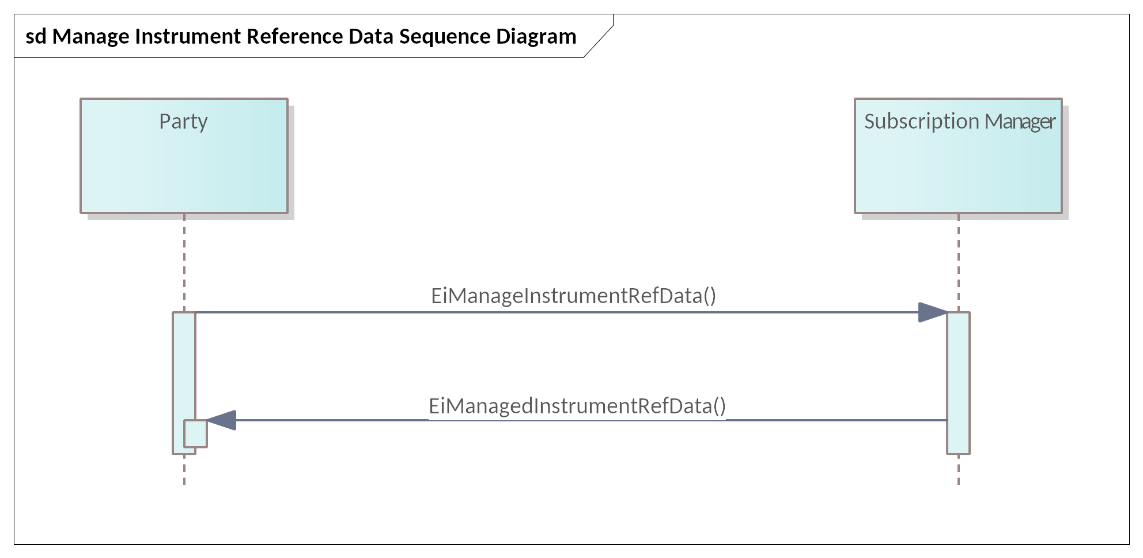 sd Manage Instrument Reference Data Sequence Diagram
Party
Subscription Manager
EiManageInstrumentRefData()
EiManagedInstrumentRefData()